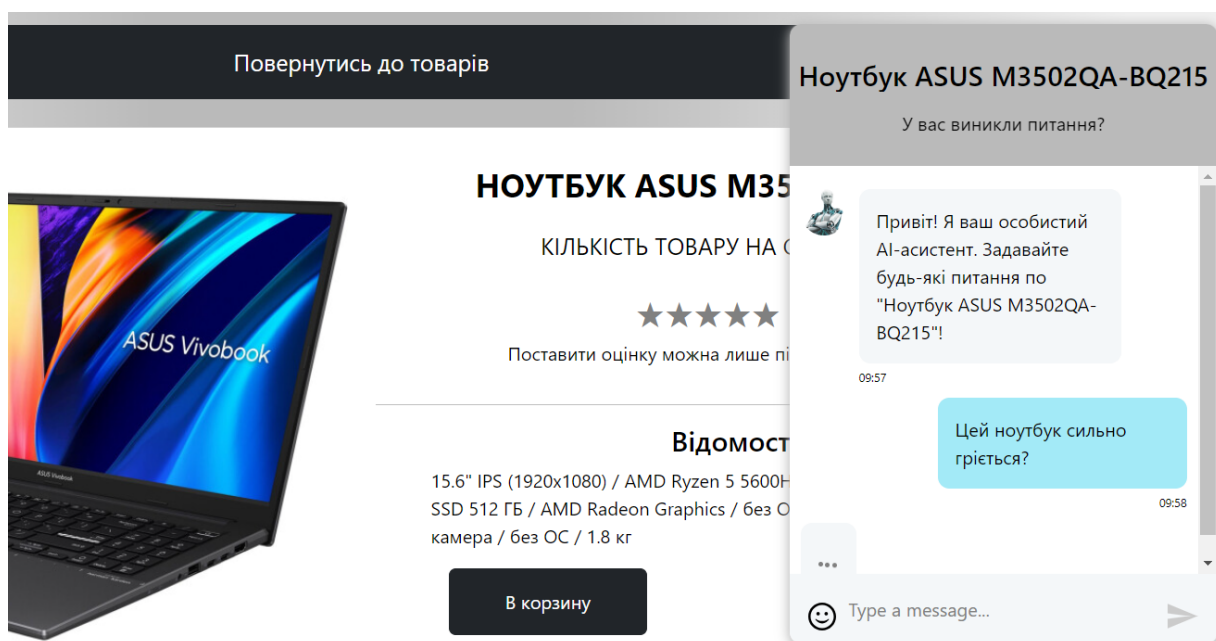 Повернутись до товарів
НОУТБУК ASUS M35
КІЛЬКІСТЬ ТОВАРУ НА
★★★★★
Поставити оцінку можна лише
Відомост
15.6" IPS (1920x1080) / AMD Ryzen 5 5600H
SSD 512 ГБ / AMD Radeon Graphics / без О
камера / без ОС / 1.8 кг
В корзину
ASUS Vivobook
ASUS Vivobook
Ноутбук ASUS M3502QA-BQ215
У вас виникли питання?
Привіт! Я ваш особистий
AI-асистент. Задавайте
будь-які питання по
"Ноутбук ASUS M3502QA-
BQ215"!
09:57
Цей ноутбук сильно
гріється?
09:58
...
Type a message...